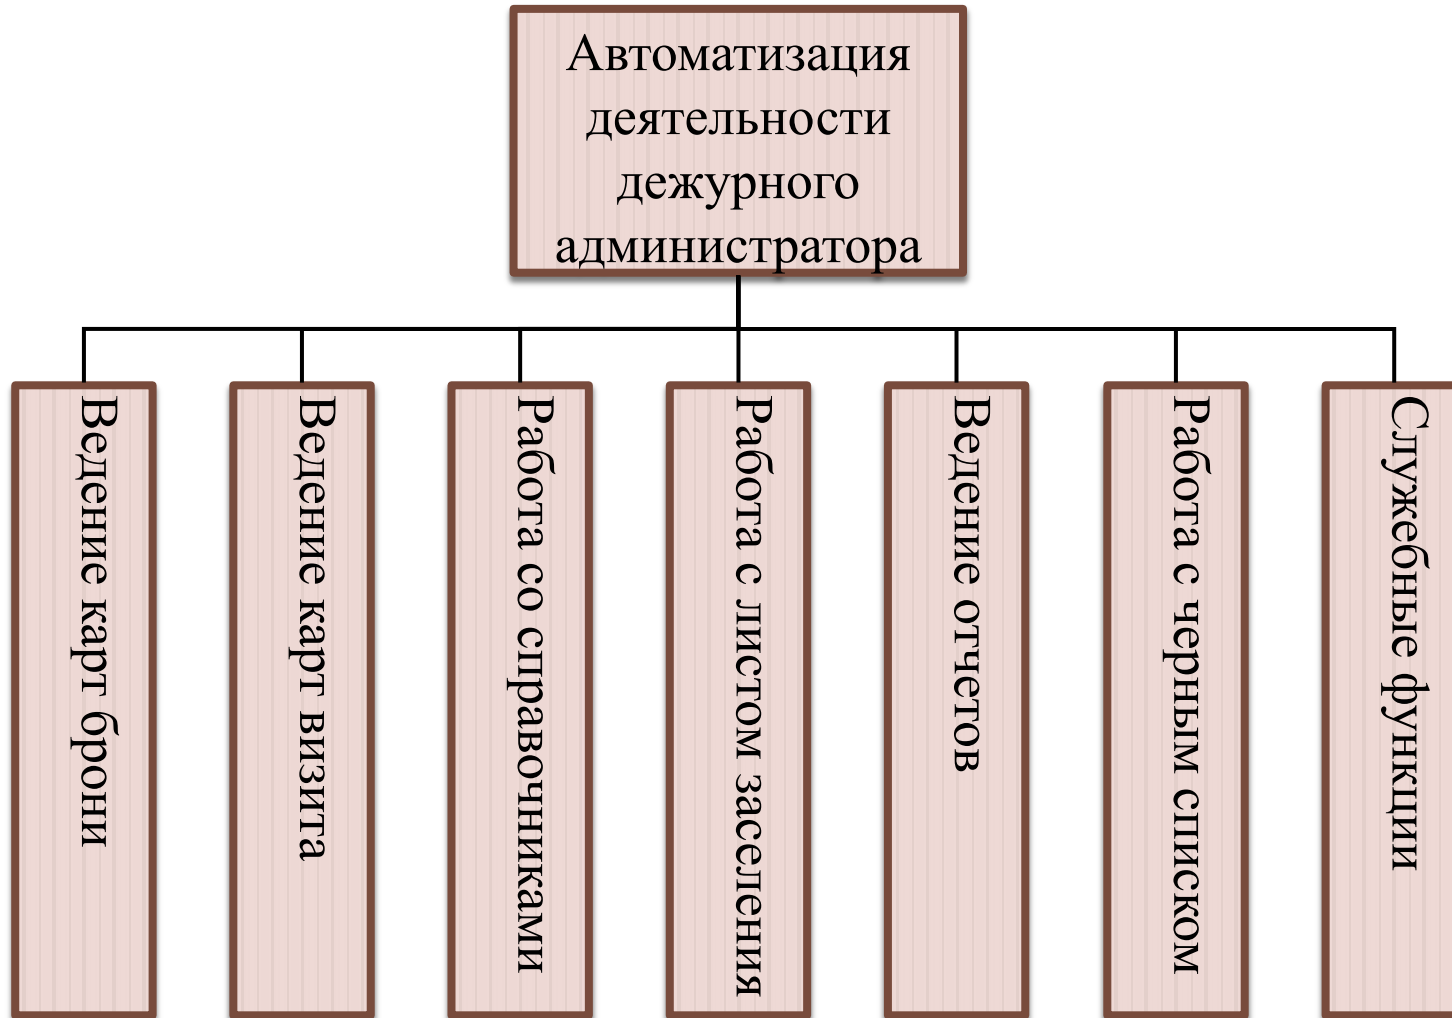 Автоматизация
деятельности
дежурного
администратора
Ведение карт брони
Ведение карт визита
Работа со справочниками
Работа с листом заселения
Ведение отчетов
Работа с черным списком
Служебные функции